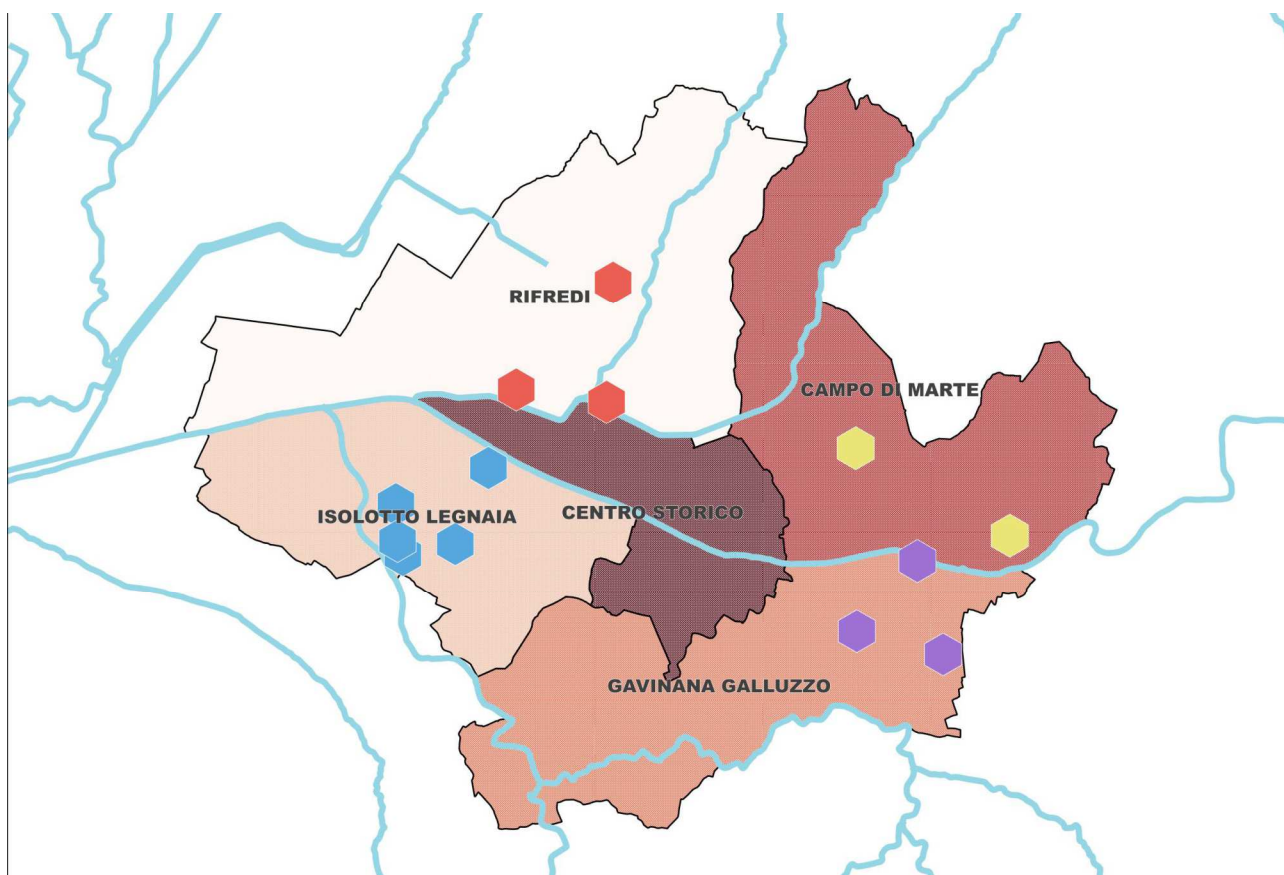 RIFREDI
CAMPO DI MARTE
ISOLOTTO LEGNAIA
CENTRO STORICO
GAVINANA GALLUZZO